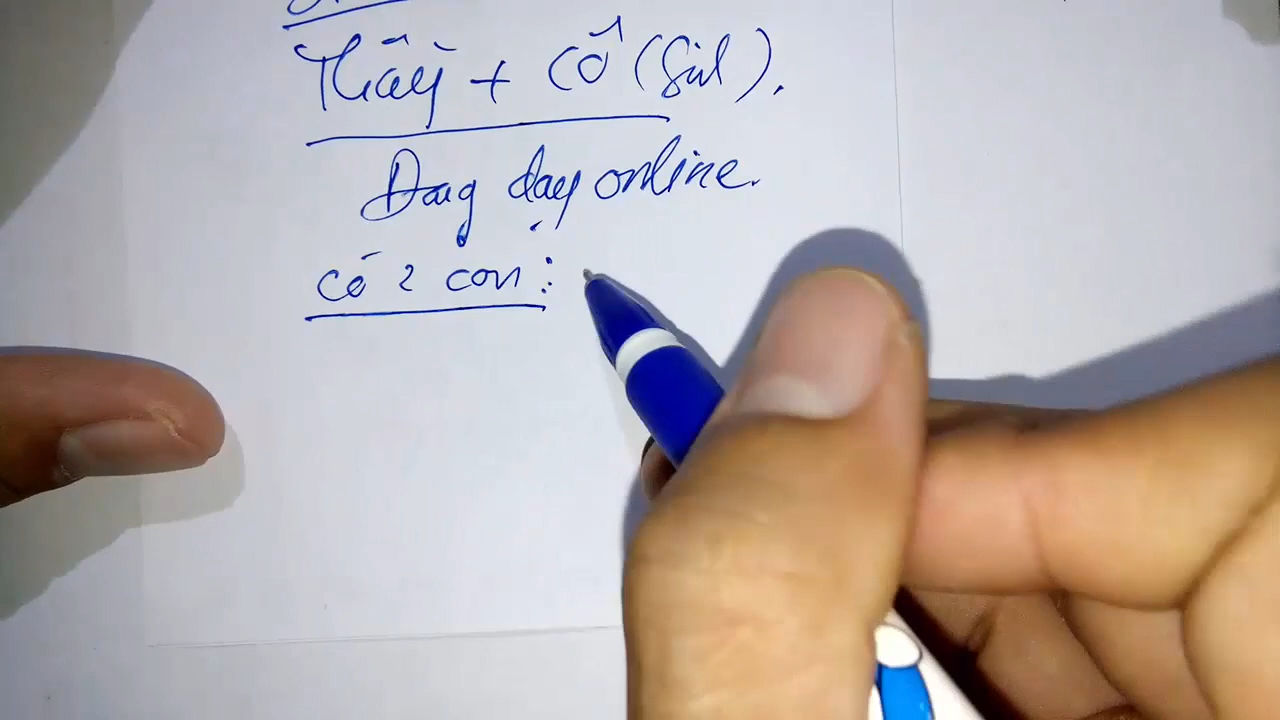 Thầy + Cô (Sil).
Đang dạy online.
Có 2 con: